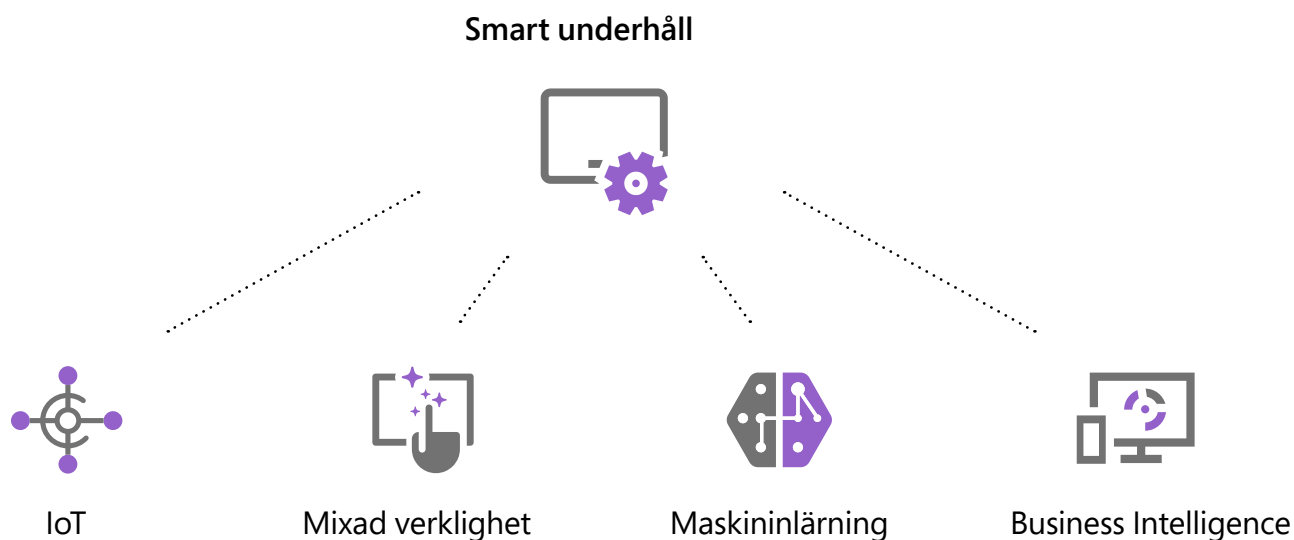 Smart underhåll
IoT
Mixad verklighet
Maskininlärning
Business Intelligence